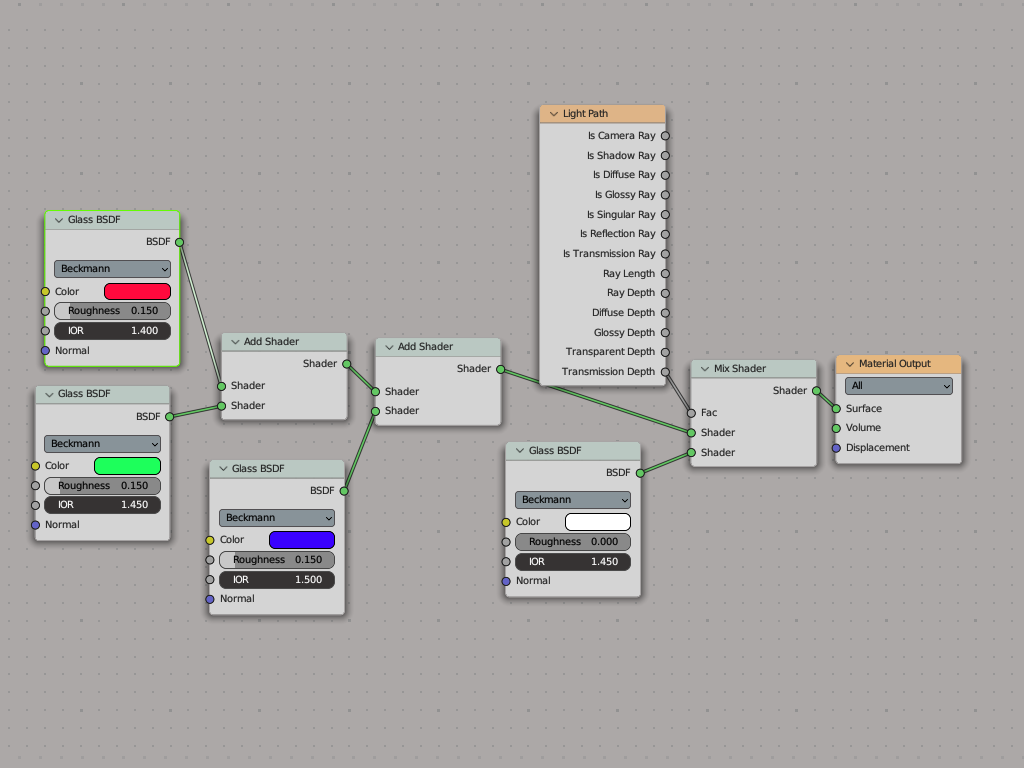 Glass BSDF
BSDF
Beckmann
Color
Roughness 0.150
IOR 1.400
Normal
Glass BSDF
BSDF
Beckmann
Color
Roughness 0.150
IOR 1.450
Normal
Add Shader
Shader
Shader
Shader
Glass BSDF
BSDF
Beckmann
Color
Roughness 0.150
IOR 1.500
Normal
Add Shader
Shader
Shader
Shader
Light Path
Is Camera Ray
Is Shadow Ray
Is Diffuse Ray
Is Glossy Ray
Is Singular Ray
Is Reflection Ray
Is Transmission Ray
Ray Length
Ray Depth
Diffuse Depth
Glossy Depth
Transparent Depth
Transmission Depth
Glass BSDF
BSDF
Beckmann
Color
Roughness 0.000
IOR 1.450
Normal
Mix Shader
Shader
Fac
Shader
Shader
Material Output
All
Surface
Volume
Displacement